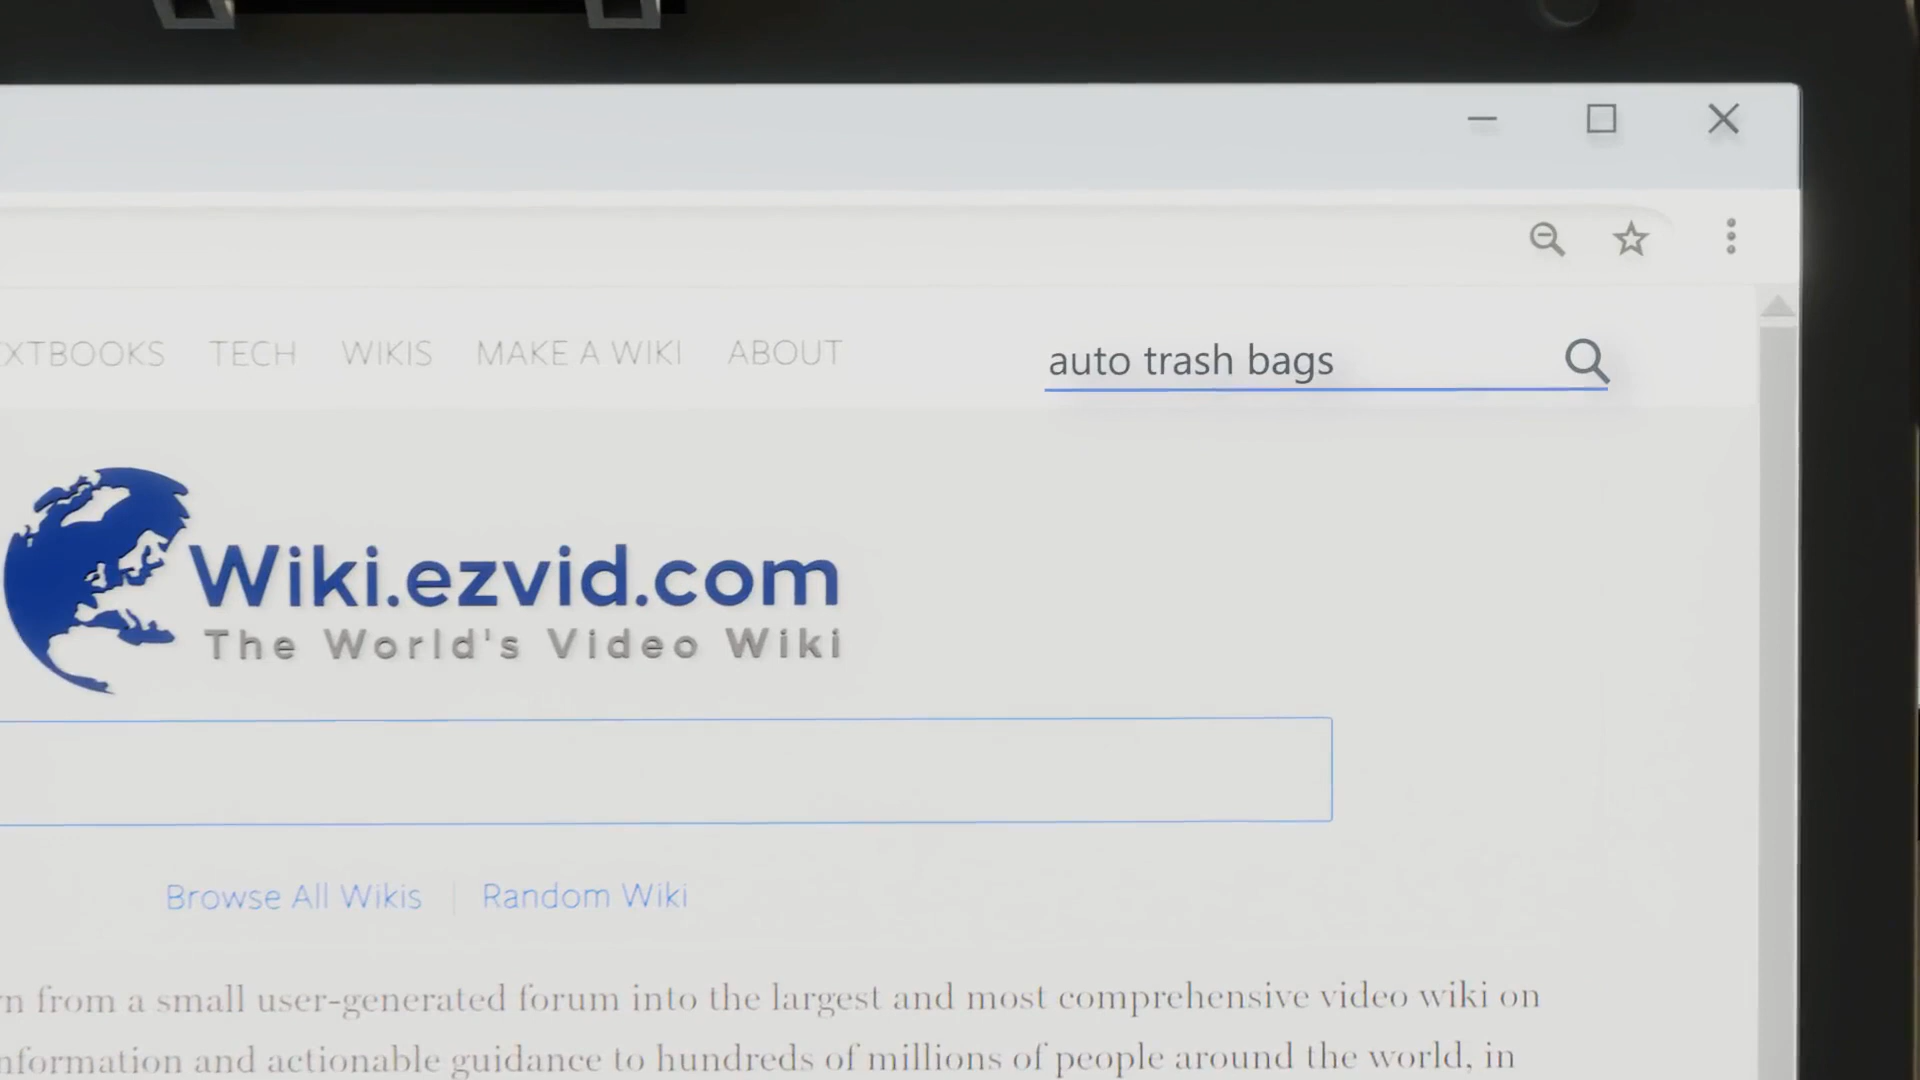 TECH WIKIS MAKE A WIKI ABOUT
auto trash bags
Wiki.ezvid.com
The World's Video Wiki
Browse All Wikis | Random Wiki
from a small user-generated forum into the largest and most comprehensive video wiki on
and actionable guidance to hundreds of millions of people around the world, in